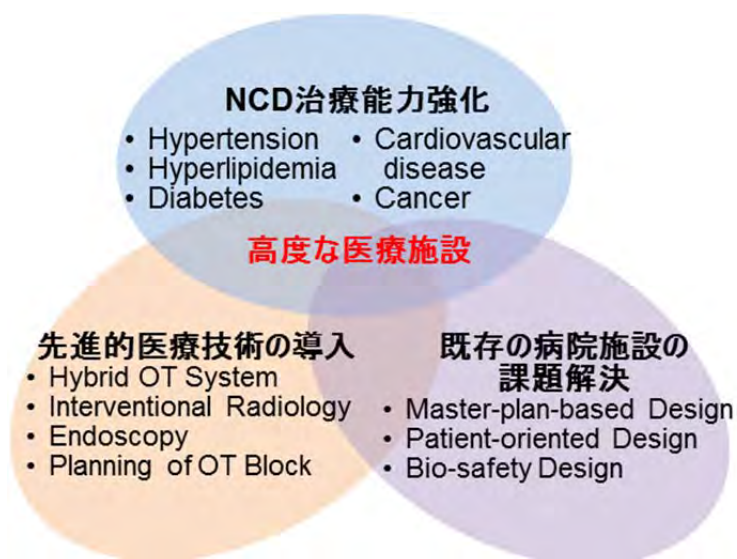 NCD治療能力強化
• Hypertension
• Hyperlipidemia
• Diabetes
• Cardiovascular
disease
• Cancer
高度な医療施設
先進的医療技術の導入
• Hybrid OT System
• Interventional Radiology
• Endoscopy
• Planning of OT Block
既存の病院施設の
課題解決
• Master-plan-based Design
• Patient-oriented Design
• Bio-safety Design